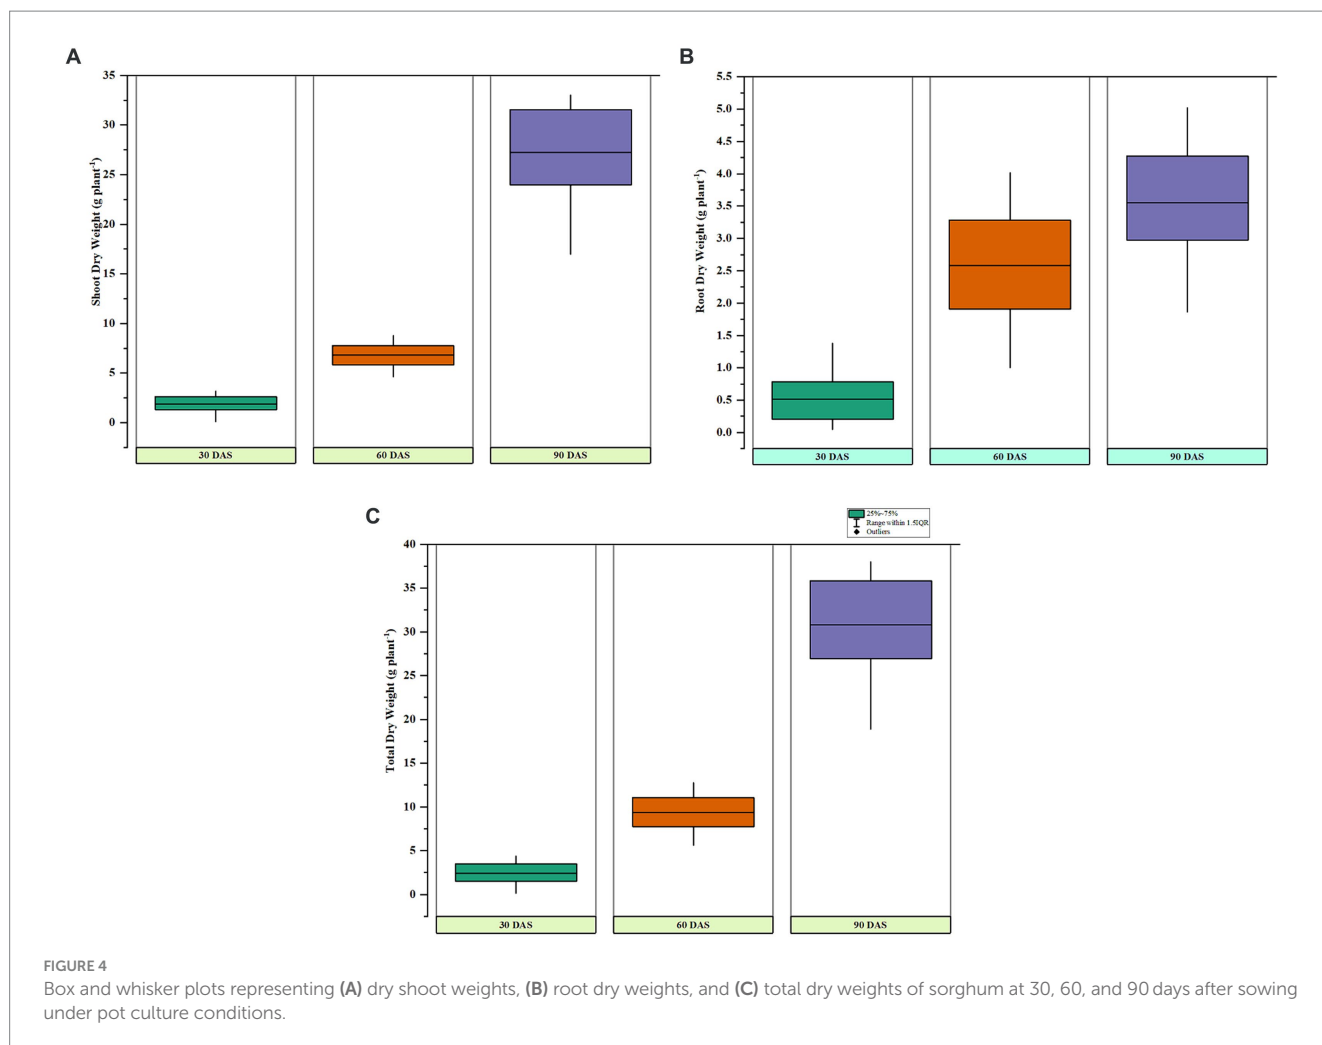 A
Shoot Dry Weight (g plant⁻¹)
35
30
25
20
15
10
5
0
30 DAS
60 DAS
90 DAS
B
Root Dry Weight (g plant⁻¹)
5.5
5.0
4.5
4.0
3.5
3.0
2.5
2.0
1.5
1.0
0.5
0.0
30 DAS
60 DAS
90 DAS
C
25%~75%
Range within 1.5IQR
Outliers
Total Dry Weight (g plant⁻¹)
40
35
30
25
20
15
10
5
0
30 DAS
60 DAS
90 DAS
FIGURE 4
Box and whisker plots representing (A) dry shoot weights, (B) root dry weights, and (C) total dry weights of sorghum at 30, 60, and 90 days after sowing
under pot culture conditions.